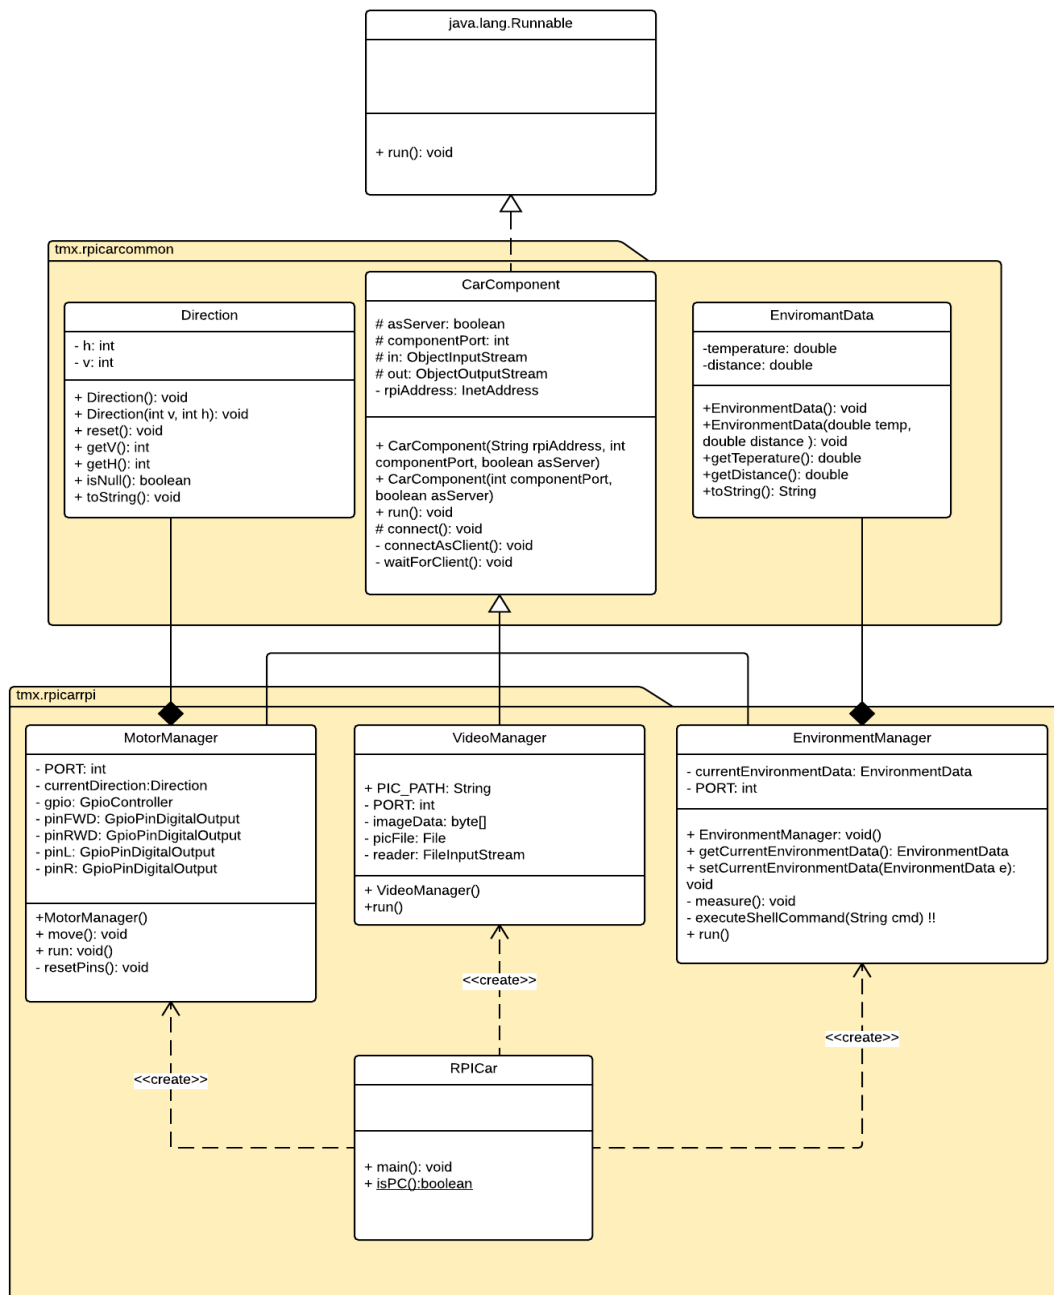 java.lang.Runnable
+ run(): void
tmx.rpicarcommon
Direction
- h: int
- v: int
+ Direction(): void
+ Direction(int v, int h): void
+ reset(): void
+ getV(): int
+ getH(): int
+ isNull(): boolean
+ toString(): void
CarComponent
# asServer: boolean
# componentPort: int
# in: ObjectInputStream
# out: ObjectOutputStream
- rpiAddress: InetAddress
+ CarComponent(String rpiAddress, int
componentPort, boolean asServer)
+ CarComponent(int componentPort,
boolean asServer)
+ run(): void
# connect(): void
- connectAsClient(): void
- waitForClient(): void
EnviromantData
-temperature: double
-distance: double
+EnvironmentData(): void
+EnvironmentData(double temp,
double distance ): void
+getTeperature(): double
+getDistance(): double
+toString(): String
tmx.rpicarrpi
MotorManager
- PORT: int
- currentDirection:Direction
- gpio: GpioController
- pinFWD: GpioPinDigitalOutput
- pinRWD: GpioPinDigitalOutput
- pinL: GpioPinDigitalOutput
- pinR: GpioPinDigitalOutput
+MotorManager()
+ move(): void
+ run: void()
- resetPins(): void
VideoManager
+ PIC_PATH: String
- PORT: int
- imageData: byte[]
- picFile: File
- reader: FileInputStream
+ VideoManager()
+run()
EnvironmentManager
- currentEnvironmentData: EnvironmentData
- PORT: int
+ EnvironmentManager: void()
+ getCurrentEnvironmentData(): EnvironmentData
+ setCurrentEnvironmentData(EnvironmentData e):
void
- measure(): void
- executeShellCommand(String cmd) !!
+ run()
<<create>>
<<create>>
<<create>>
RPICar
+ main(): void
+ isPC():boolean